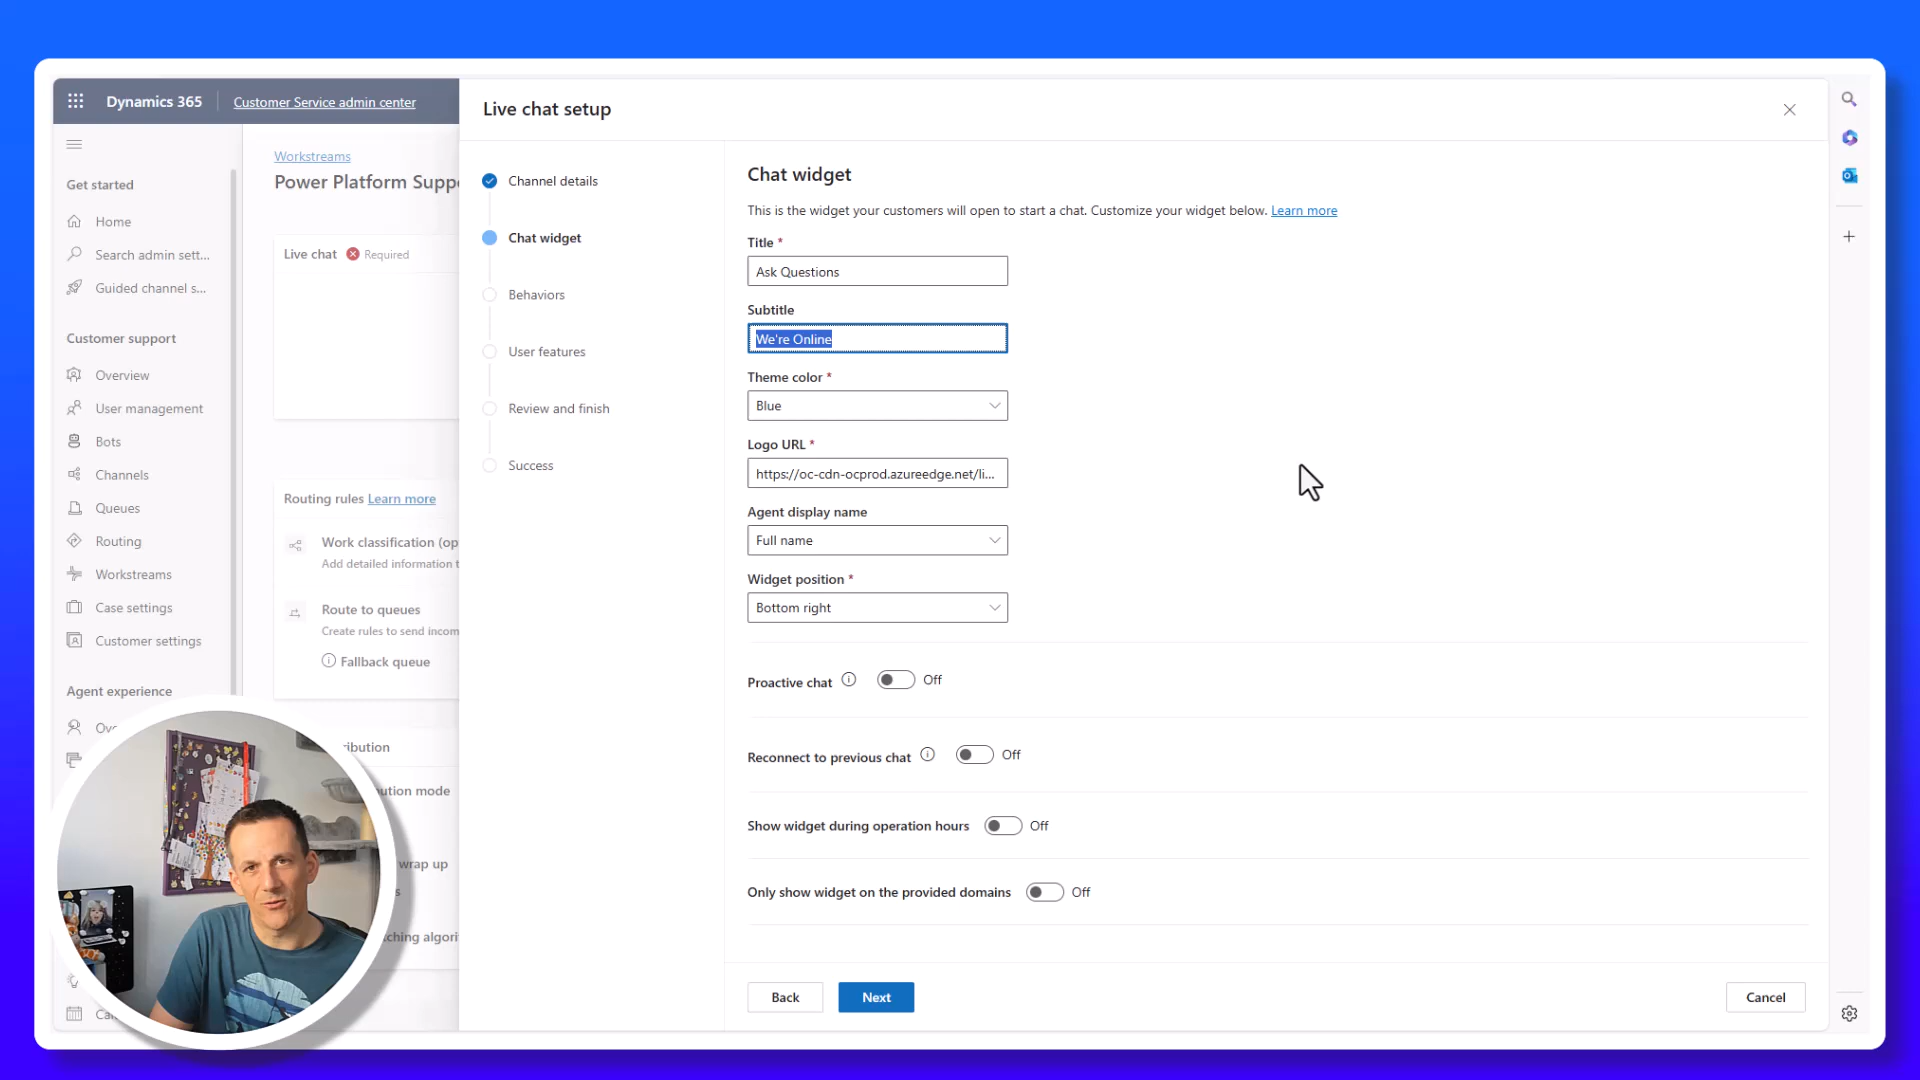 Dynamics 365
Customer Service admin center
Get started
Home
Search admin sett...
Guided channel s...
Customer support
Overview
User management
Bots
Channels
Queues
Routing
Workstreams
Case settings
Customer settings
Agent experience
Workstreams
Power Platform Supp
Live chat
Required
Routing rules Learn more
Work classification (op
Add detailed information t
Route to queues
Create rules to send incom
Fallback queue
wrap up
Live chat setup
Channel details
Chat widget
Behaviors
User features
Review and finish
Success
Chat widget
This is the widget your customers will open to start a chat. Customize your widget below. Learn more
Title *
Ask Questions
Subtitle
We're Online
Theme color *
Blue
Logo URL *
https://oc-cdn-ocprod.azureedge.net/li...
Agent display name
Full name
Widget position *
Bottom right
Proactive chat
Off
Reconnect to previous chat
Off
Show widget during operation hours
Off
Only show widget on the provided domains
Off
Back
Next
Cancel